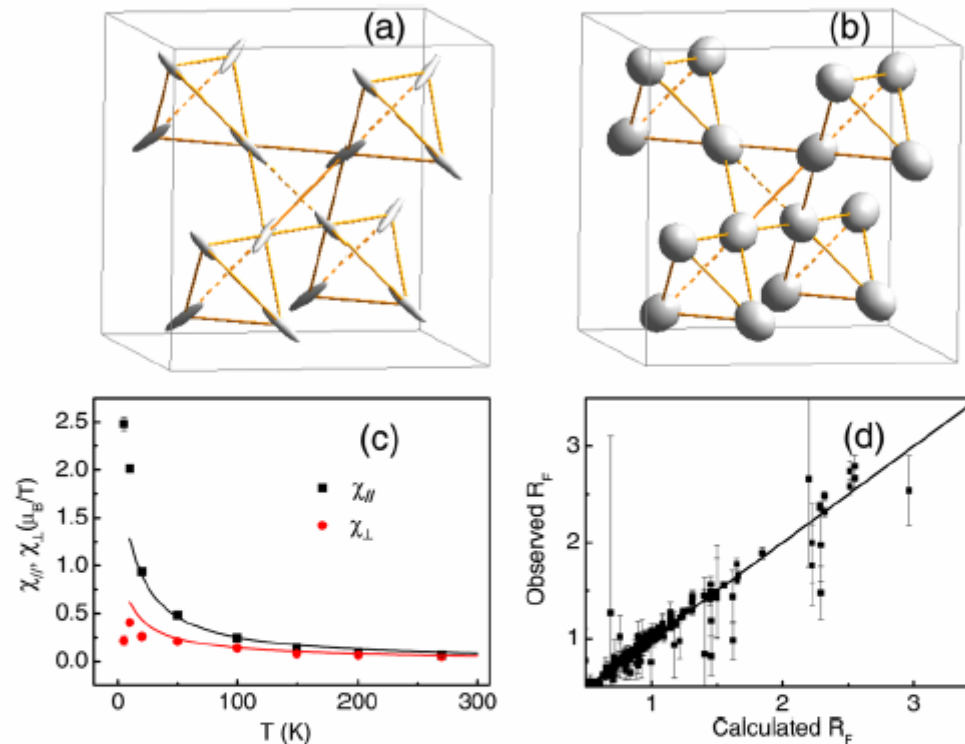 (a)
(b)
(c)
χ//
χ⊥
χ//, χ⊥(μB/T)
2.5
2.0
1.5
1.0
0.5
0.0
0
100
200
300
T (K)
(d)
Observed RF
3
2
1
1
2
3
Calculated RF